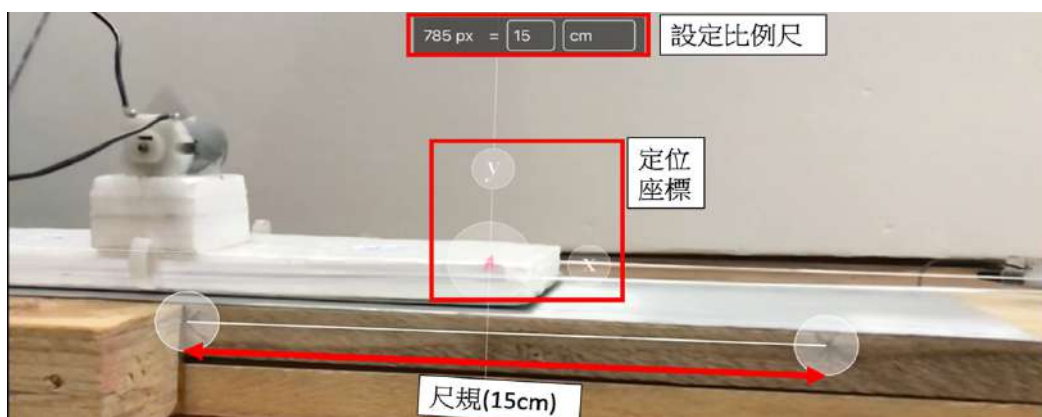 785 px = 15 cm
設定比例尺
定位
座標
y
x
尺規(15cm)